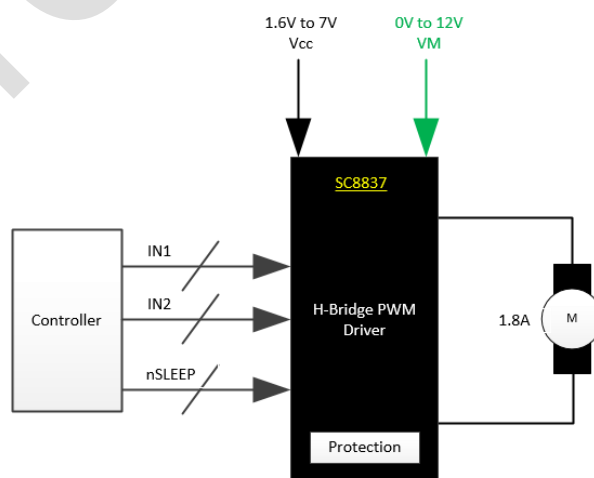 1.6V to 7V
Vcc
0V to 12V
VM
SC8837
IN1
IN2
Controller
H-Bridge PWM
Driver
1.8A
M
nSLEEP
Protection